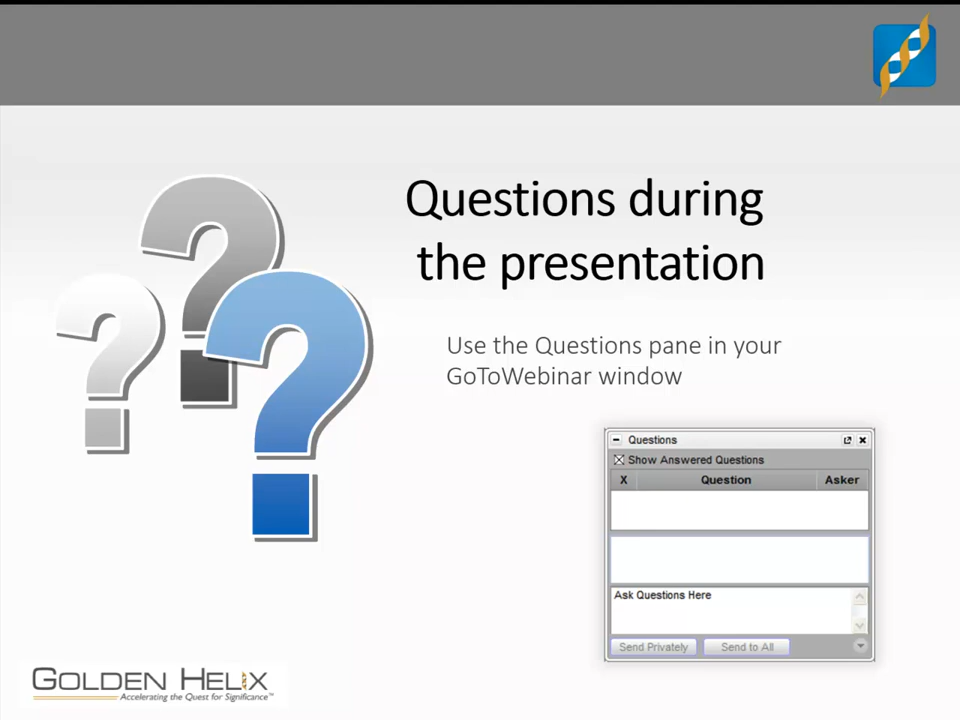 Questions during
the presentation
Use the Questions pane in your
GoToWebinar window
Questions
Show Answered Questions
X Question Asker
Ask Questions Here
Send Privately Send to All
GOLDEN HELIX
Accelerating the Quest for Significance™